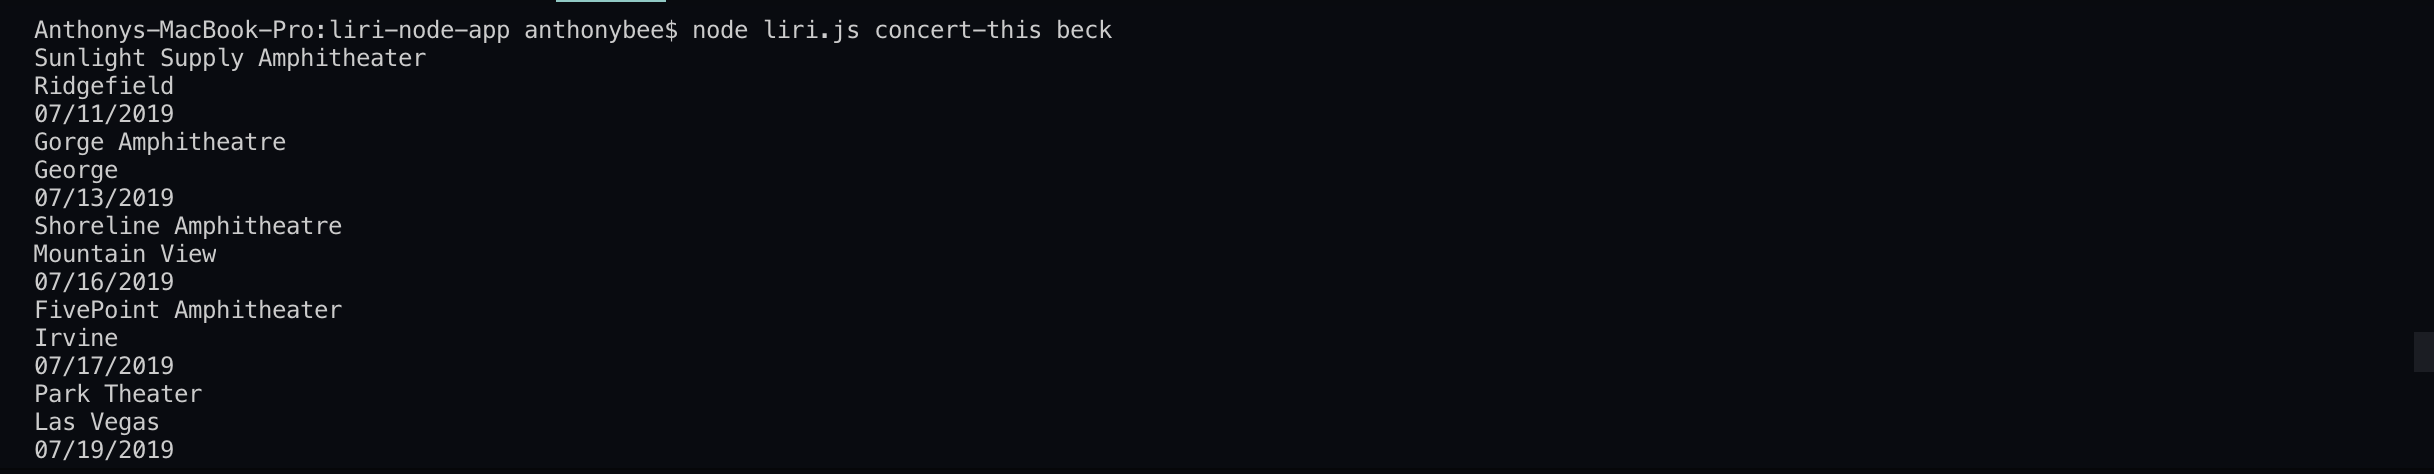 Anthonys-MacBook-Pro:liri-node-app anthonybee$ node liri.js concert-this beck
Sunlight Supply Amphitheater
Ridgefield
07/11/2019
Gorge Amphitheatre
George
07/13/2019
Shoreline Amphitheatre
Mountain View
07/16/2019
FivePoint Amphitheater
Irvine
07/17/2019
Park Theater
Las Vegas
07/19/2019